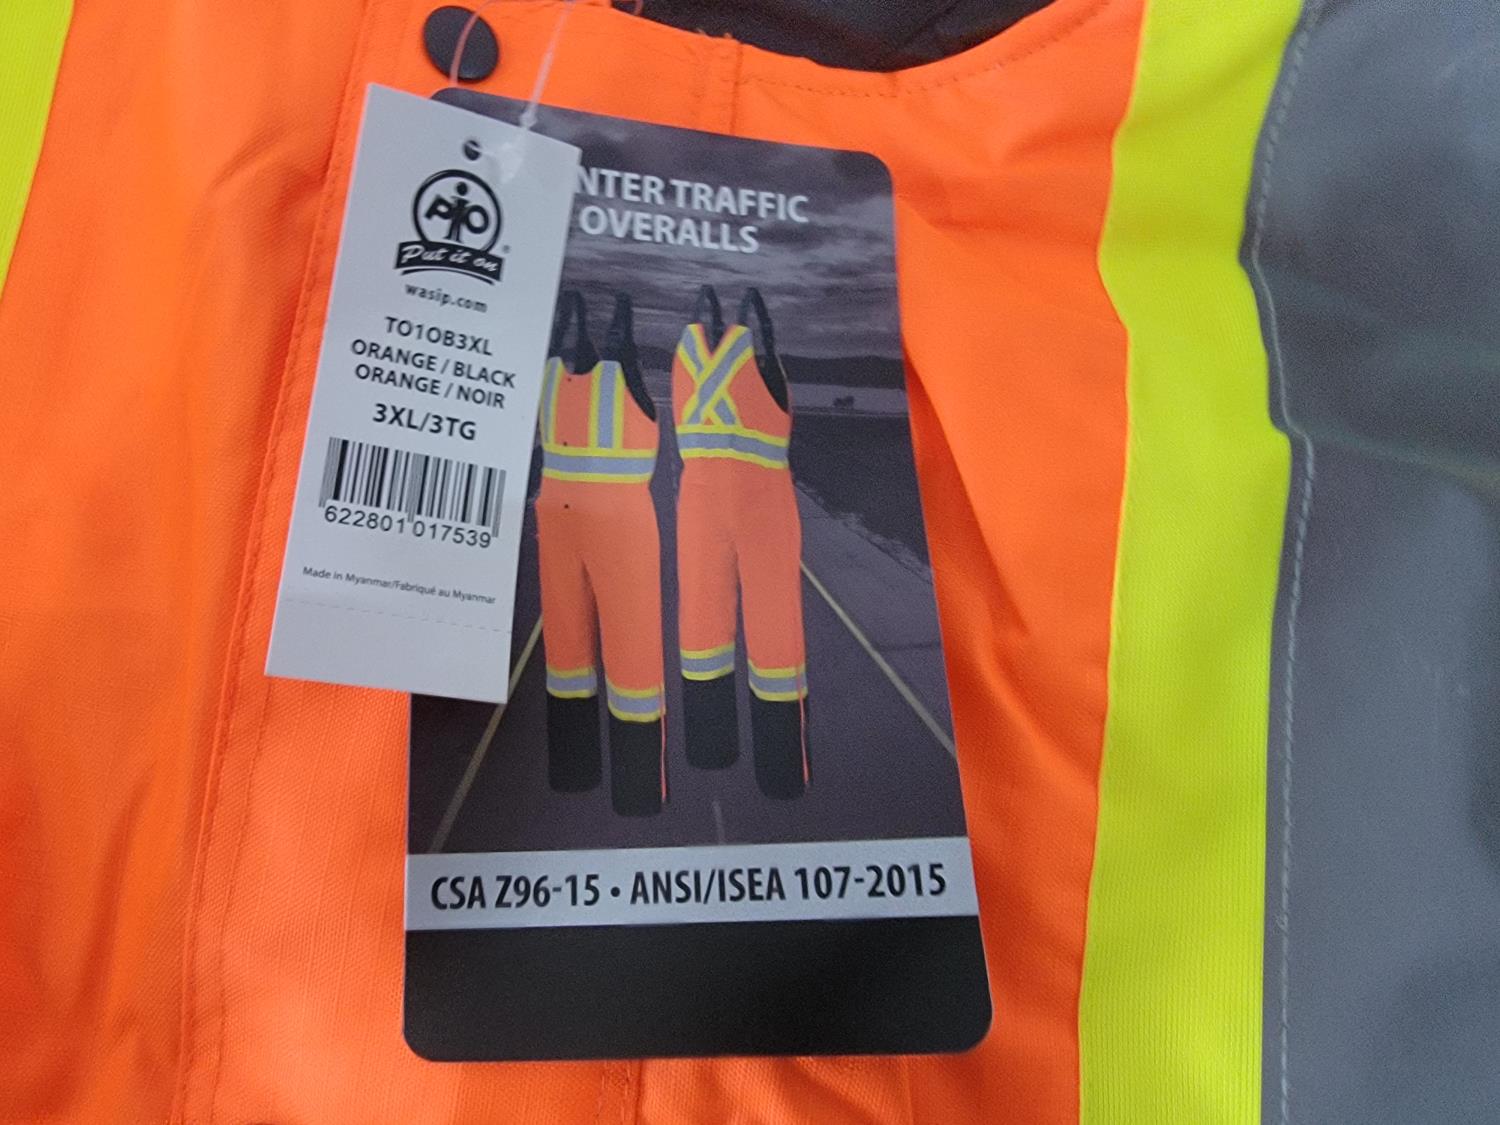 PIP
Put it on®
wasip.com
TO1OB3XL
ORANGE / BLACK
ORANGE / NOIR
3XL/3TG
622801 017539
Made in Myanmar/Fabriqué au Myanmar
NTER TRAFFIC
OVERALLS
CSA Z96-15 • ANSI/ISEA 107-2015